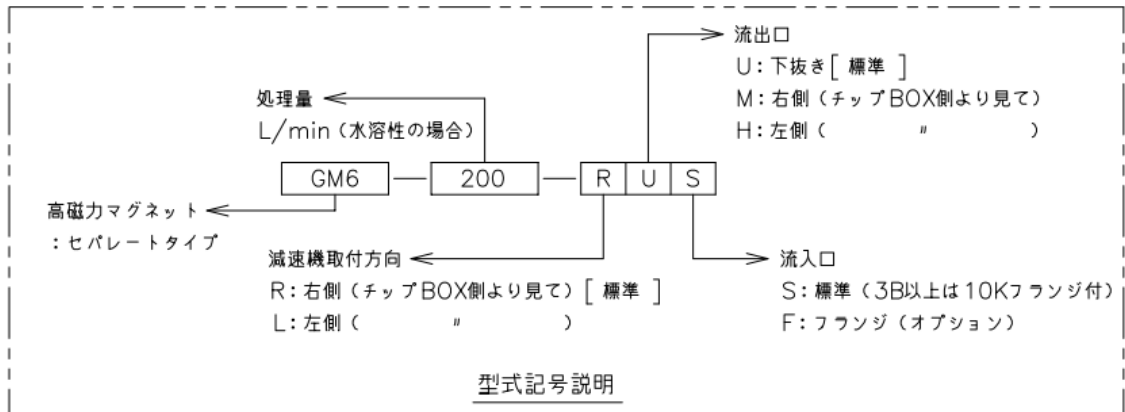 流出口
U：下抜き[ 標準 ]
M：右側（チップBOX側より見て）
H：左側（ 〃 ）
処理量
L/min（水溶性の場合）
GM6 — 200 — R U S
高磁力マグネット
：セパレートタイプ
減速機取付方向
R：右側（チップBOX側より見て）[ 標準 ]
L：左側（ 〃 ）
流入口
S：標準（3B以上は10Kフランジ付）
F：フランジ（オプション）
型式記号説明